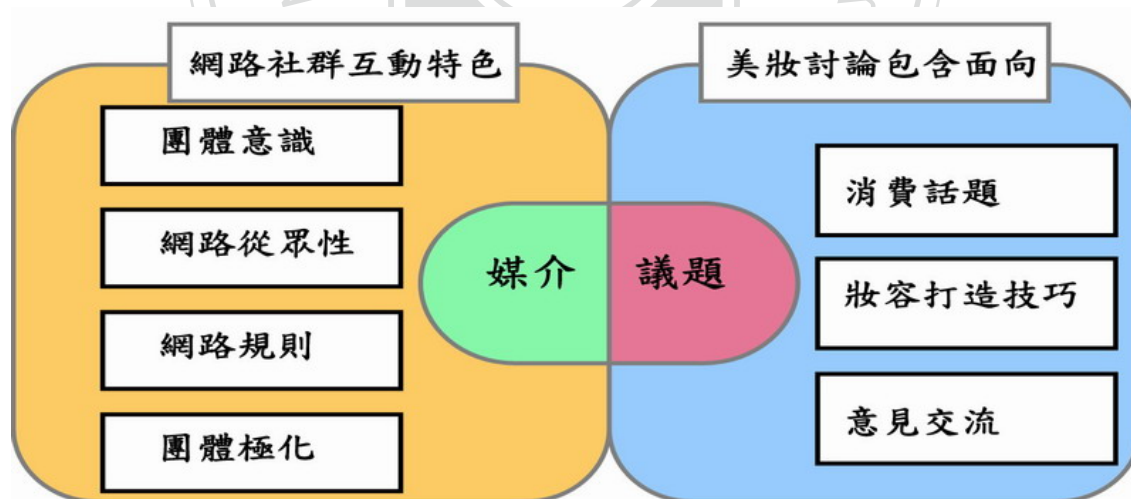 網路社群互動特色
團體意識
網路從眾性
網路規則
團體極化
媒介
議題
美妝討論包含面向
消費話題
妝容打造技巧
意見交流